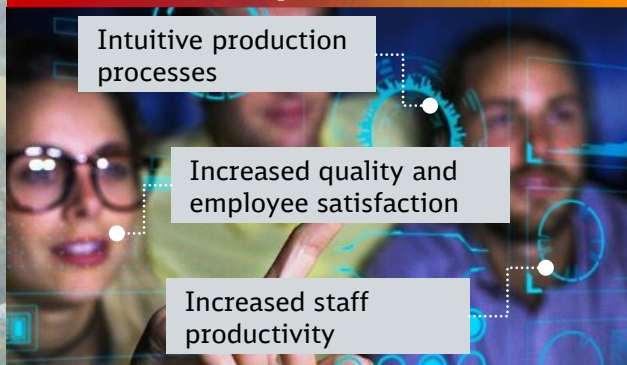 Intuitive production
processes
Increased quality and
employee satisfaction
Increased staff
productivity